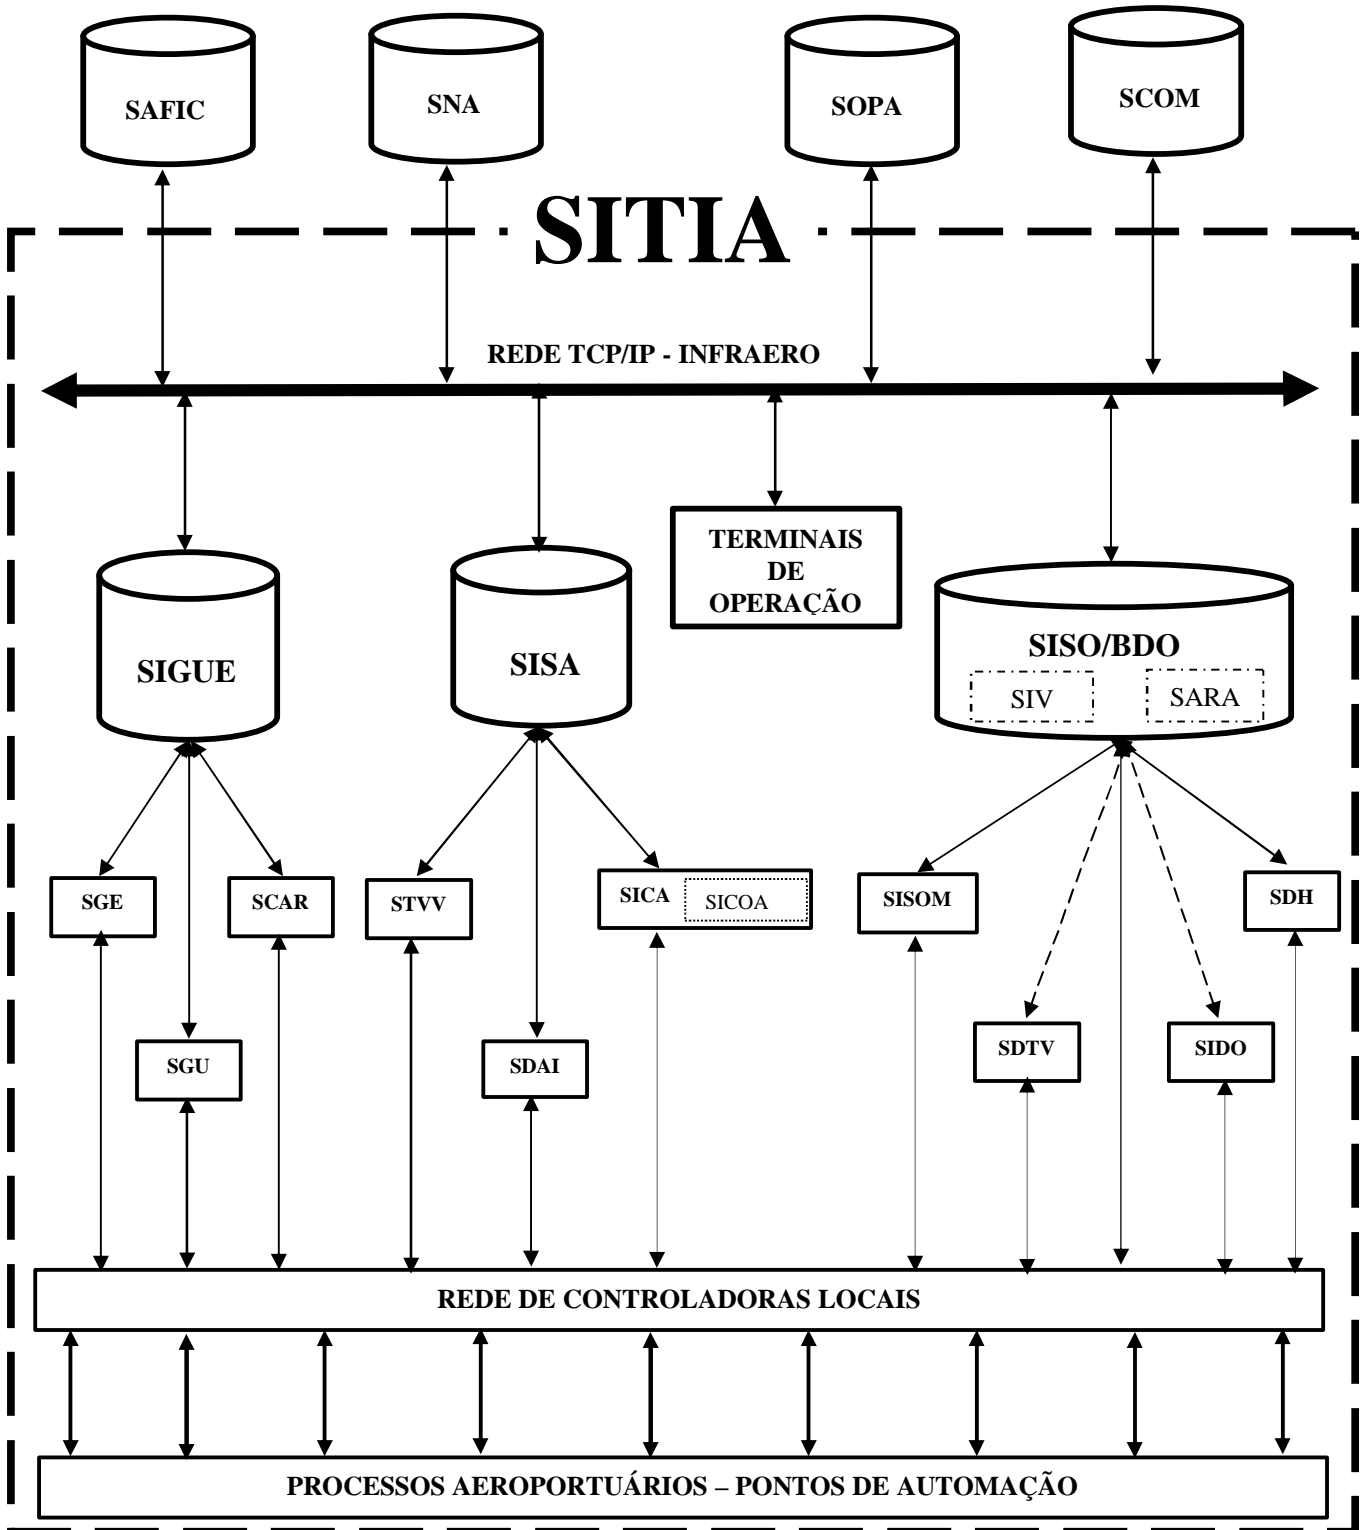 SAFIC
SNA
SOPA
SCOM
SITIA
REDE TCP/IP - INFRAERO
TERMINAIS
DE
OPERAÇÃO
SIGUE
SISA
SISO/BDO
SIV
SARA
SGE
SCAR
STVV
SICA
SICOA
SISOM
SDH
SGU
SDAI
SDTV
SIDO
REDE DE CONTROLADORAS LOCAIS
PROCESSOS AEROPORTUÁRIOS – PONTOS DE AUTOMAÇÃO